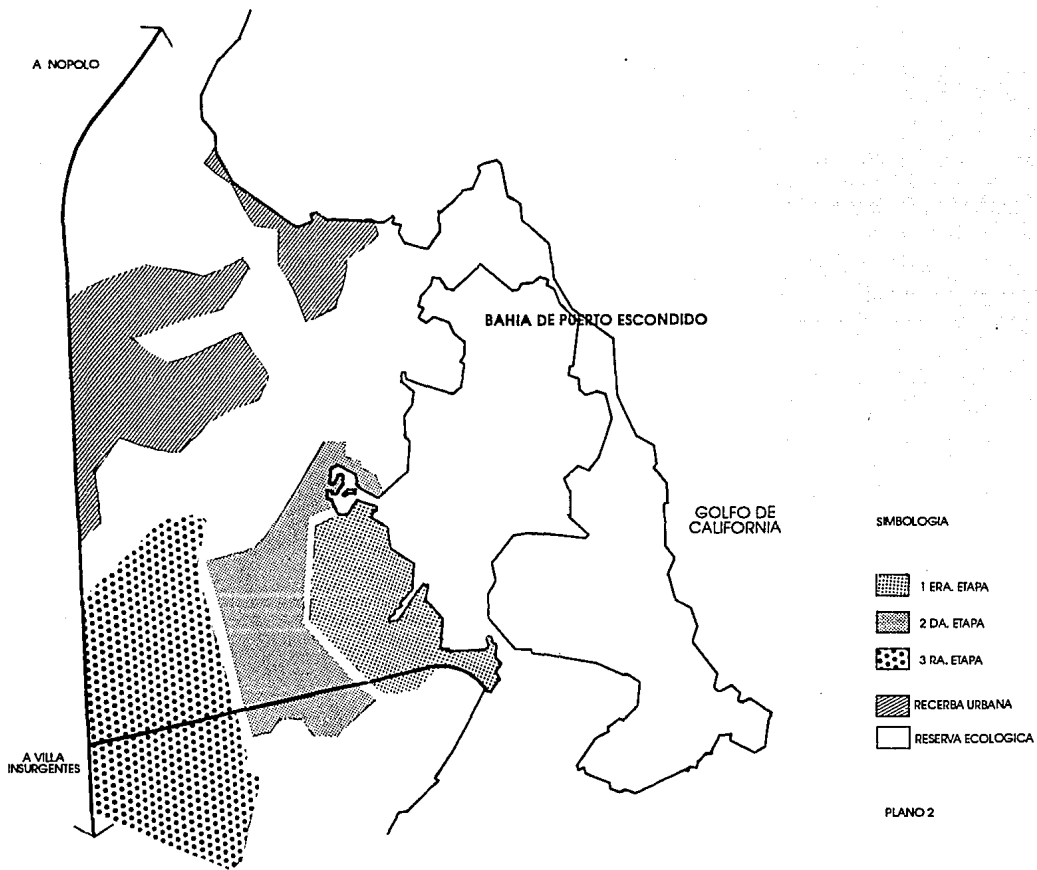 A NOPOLO
BAHIA DE PUERTO ESCONDIDO
GOLFO DE
CALIFORNIA
SIMBOLOGIA
1 ERA. ETAPA
2 DA. ETAPA
3 RA. ETAPA
RECERBA URBANA
RESERVA ECOLOGICA
A VILLA
INSURGENTES
PLANO 2